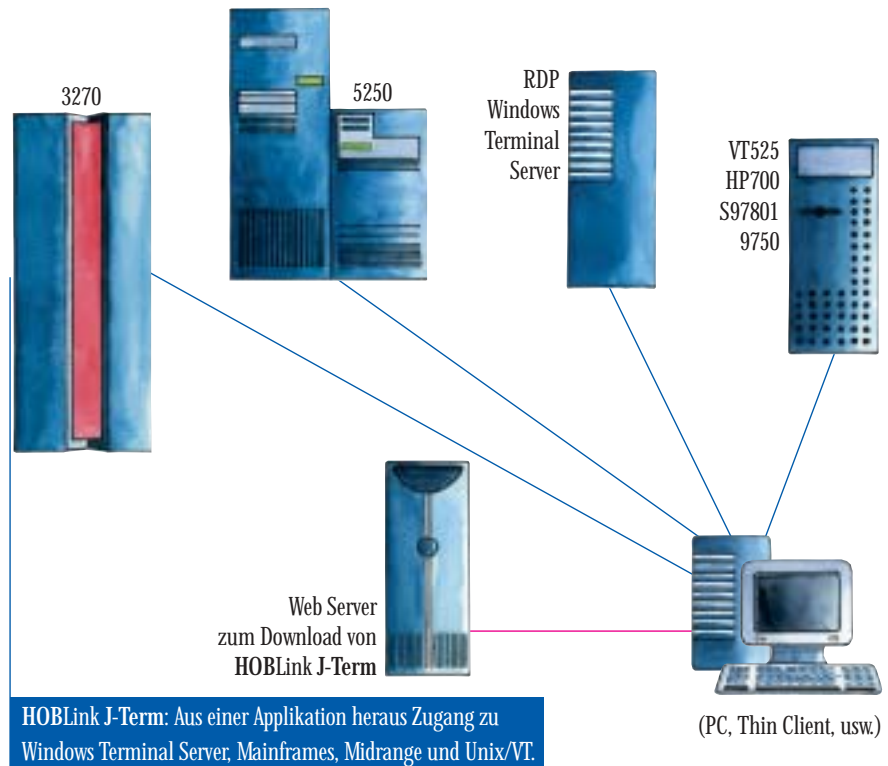 3270
5250
RDP
Windows
Terminal
Server
VT525
HP700
S97801
9750
Web Server
zum Download von
HOBLink J-Term
(PC, Thin Client, usw.)
HOBLink J-Term: Aus einer Applikation heraus Zugang zu
Windows Terminal Server, Mainframes, Midrange und Unix/VT.